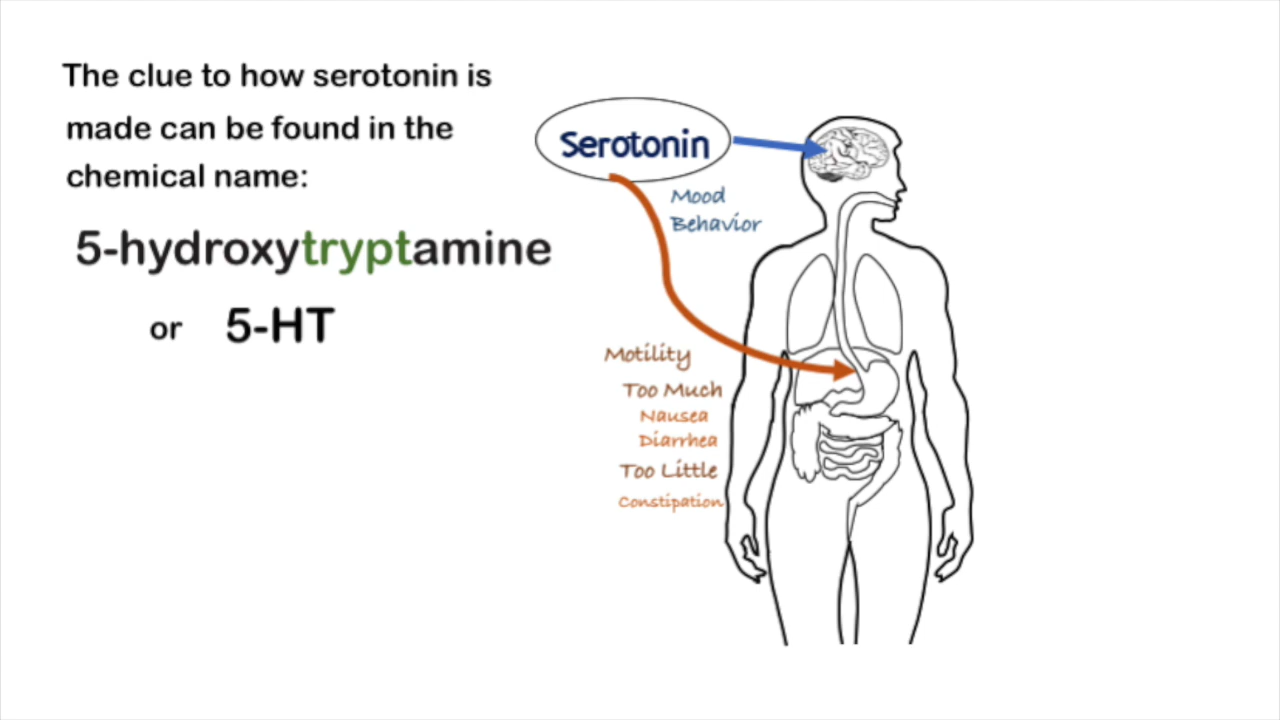 The clue to how serotonin is
made can be found in the
chemical name:
5-hydroxytryptamine
or 5-HT
Serotonin
Mood
Behavior
Motility
Too Much
Nausea
Diarrhea
Too Little
Constipation